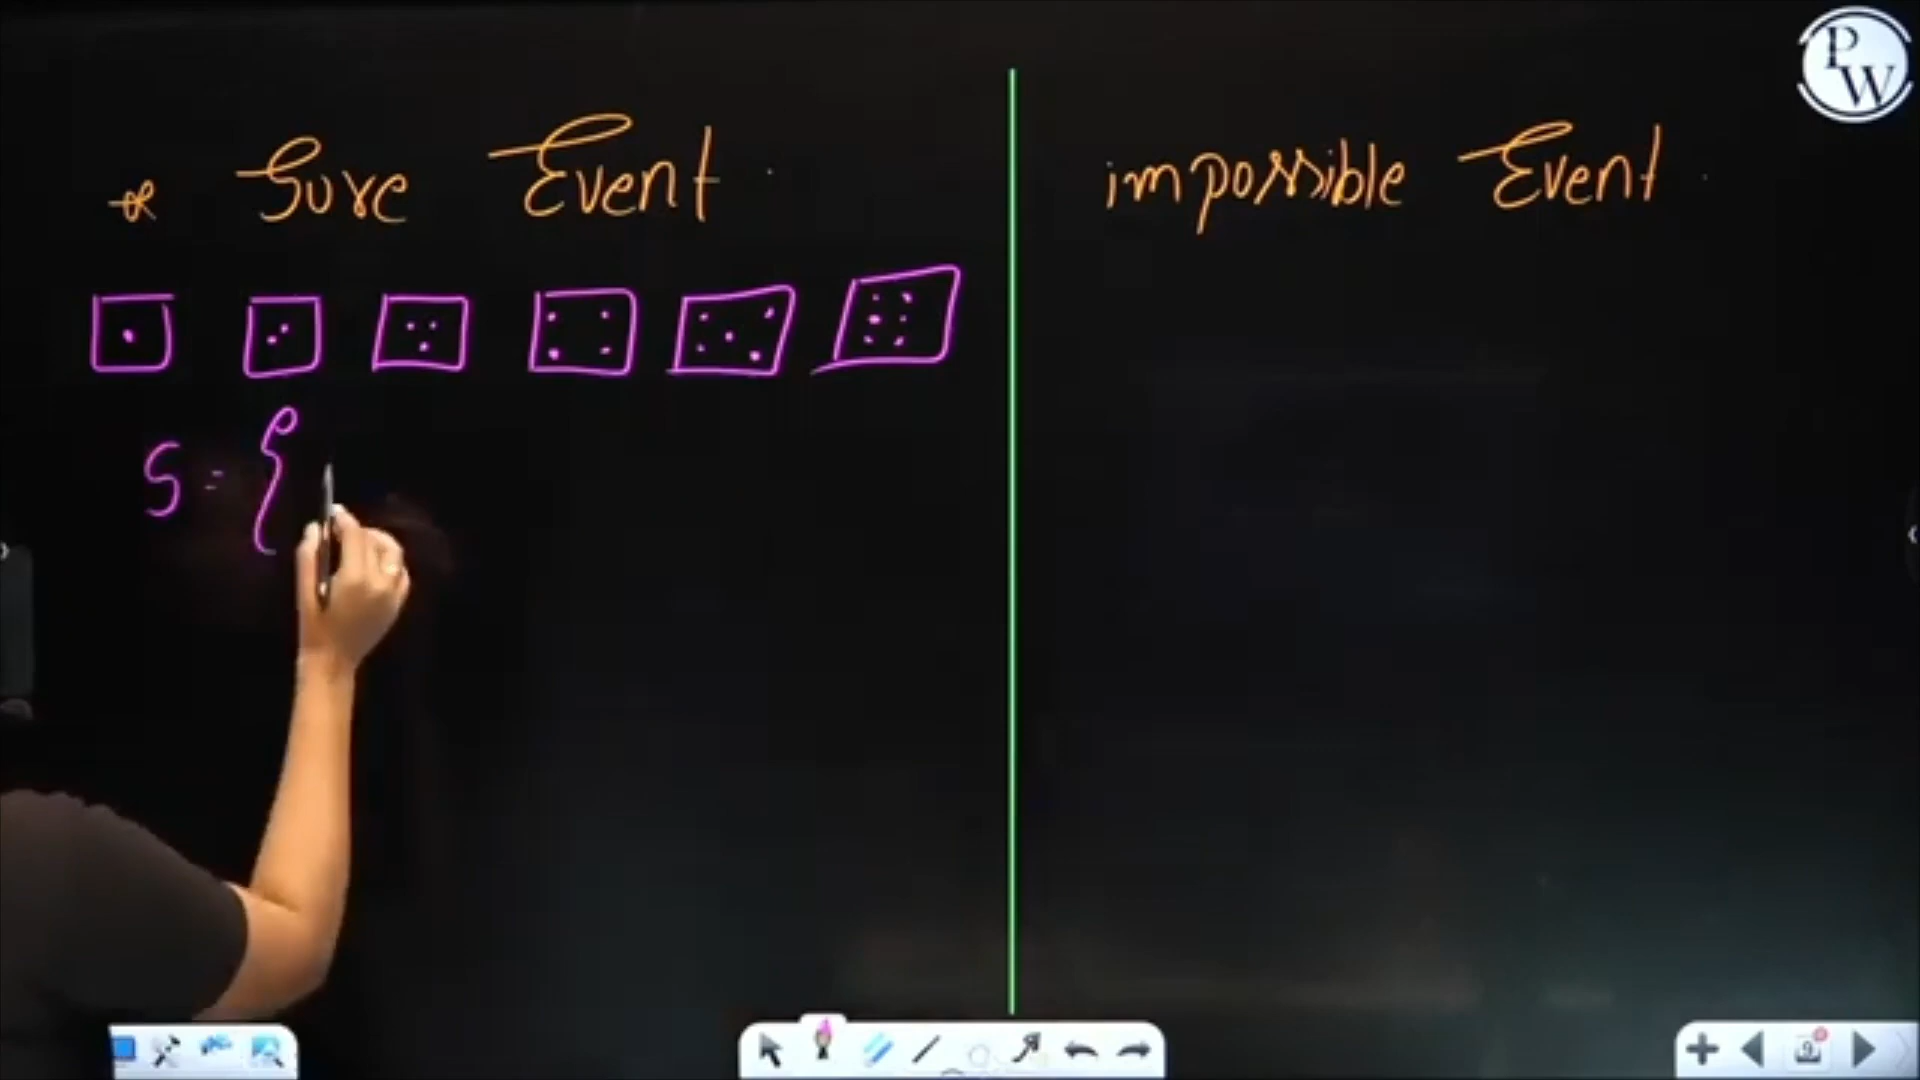 * Sure Event
impossible Event
S = {
PW